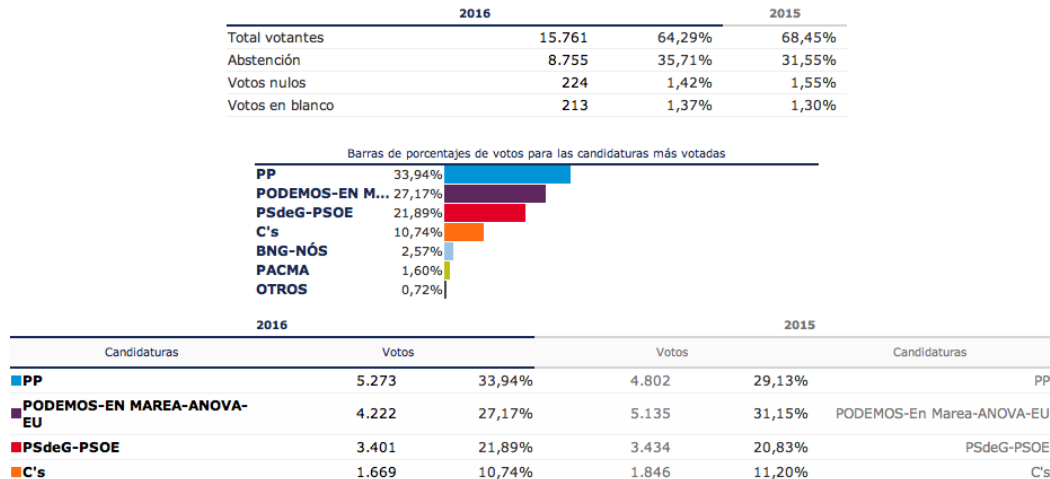 2016 2015
Total votantes 15.761 64,29% 68,45%
Abstención 8.755 35,71% 31,55%
Votos nulos 224 1,42% 1,55%
Votos en blanco 213 1,37% 1,30%
Barras de porcentajes de votos para las candidaturas más votadas
PP 33,94%
PODEMOS-EN M... 27,17%
PSdeG-PSOE 21,89%
C's 10,74%
BNG-NÓS 2,57%
PACMA 1,60%
OTROS 0,72%
2016 2015
Candidaturas Votos Votos Candidaturas
PP 5.273 33,94% 4.802 29,13% PP
PODEMOS-EN MAREA-ANOVA-
EU 4.222 27,17% 5.135 31,15% PODEMOS-En Marea-ANOVA-EU
PSdeG-PSOE 3.401 21,89% 3.434 20,83% PSdeG-PSOE
C's 1.669 10,74% 1.846 11,20% C's